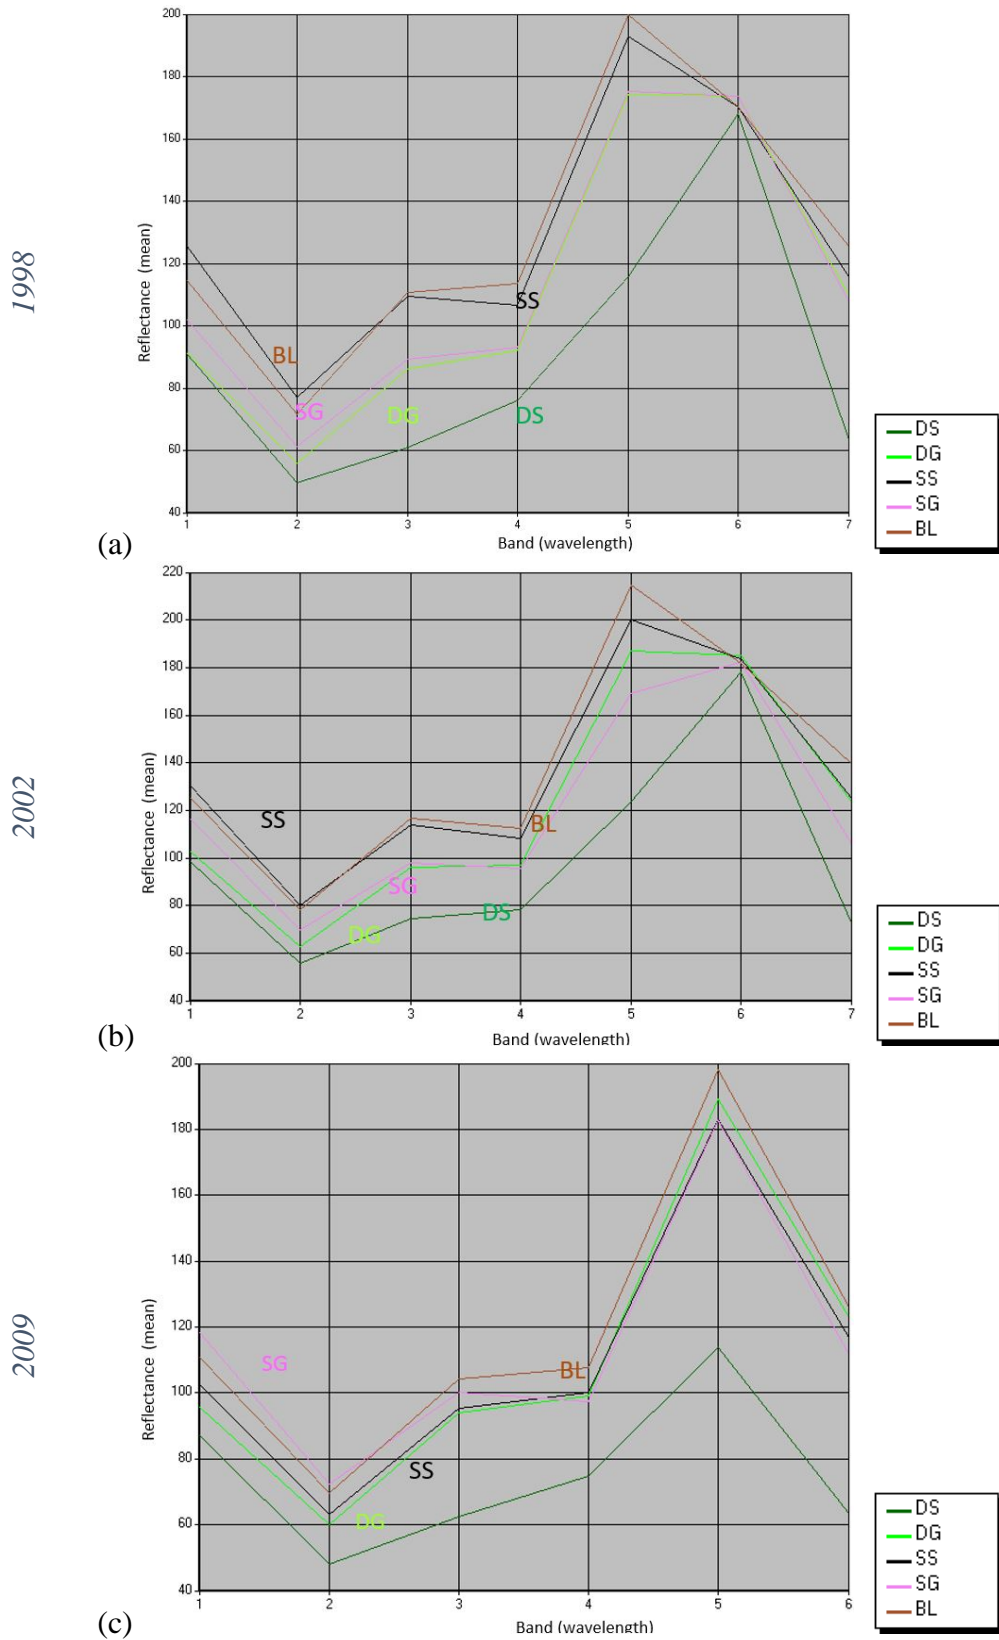 1998
Reflectance (mean)
200
180
160
140
120
100
80
60
40
BL
SG
DG
SS
DS
1 2 3 4 5 6 7
Band (wavelength)
DS
DG
SS
SG
BL
(a)
2002
Reflectance (mean)
220
200
180
160
140
120
100
80
60
40
SS
BL
SG
DS
DG
1 2 3 4 5 6 7
Band (wavelength)
DS
DG
SS
SG
BL
(b)
2009
Reflectance (mean)
200
180
160
140
120
100
80
60
40
SG
BL
SS
DG
1 2 3 4 5 6
Band (wavelength)
DS
DG
SS
SG
BL
(c)